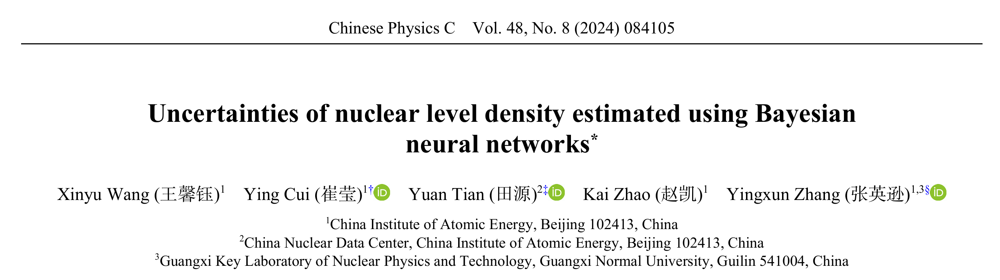 Chinese Physics C Vol. 48, No. 8 (2024) 084105
Uncertainties of nuclear level density estimated using Bayesian
neural networks*
Xinyu Wang (王馨钰)1 Ying Cui (崔莹)1† iD Yuan Tian (田源)2‡ iD Kai Zhao (赵凯)1 Yingxun Zhang (张英逊)1,3§ iD
1China Institute of Atomic Energy, Beijing 102413, China
2China Nuclear Data Center, China Institute of Atomic Energy, Beijing 102413, China
3Guangxi Key Laboratory of Nuclear Physics and Technology, Guangxi Normal University, Guilin 541004, China